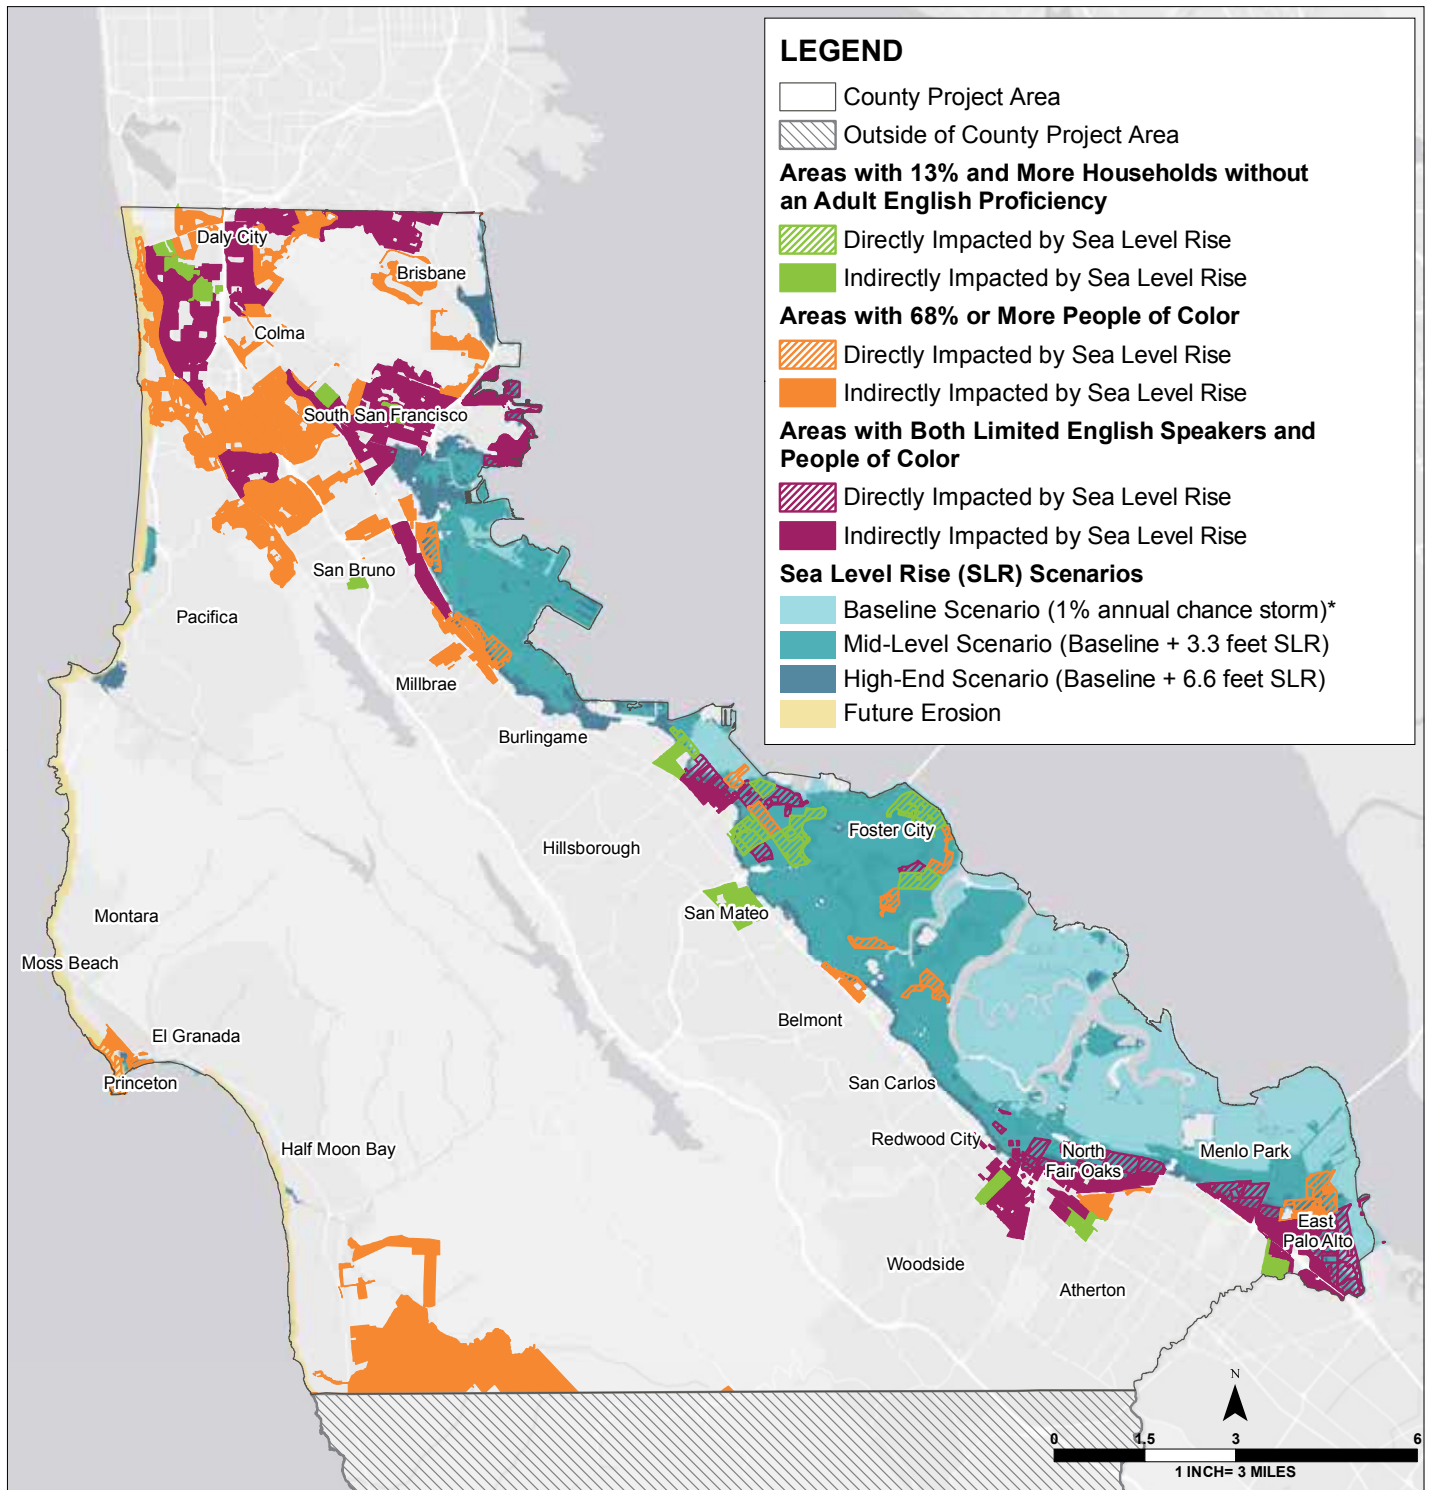 LEGEND
County Project Area
Outside of County Project Area
Areas with 13% and More Households without
an Adult English Proficiency
Directly Impacted by Sea Level Rise
Indirectly Impacted by Sea Level Rise
Areas with 68% or More People of Color
Directly Impacted by Sea Level Rise
Indirectly Impacted by Sea Level Rise
Areas with Both Limited English Speakers and
People of Color
Directly Impacted by Sea Level Rise
Indirectly Impacted by Sea Level Rise
Sea Level Rise (SLR) Scenarios
Baseline Scenario (1% annual chance storm)*
Mid-Level Scenario (Baseline + 3.3 feet SLR)
High-End Scenario (Baseline + 6.6 feet SLR)
Future Erosion
Daly City
Brisbane
Colma
South San Francisco
San Bruno
Pacifica
Millbrae
Burlingame
Foster City
Hillsborough
San Mateo
Montara
Moss Beach
Belmont
El Granada
Princeton
San Carlos
Redwood City
North
Fair Oaks
Menlo Park
Half Moon Bay
East
Palo Alto
Woodside
Atherton
N
0 1.5 3 6
1 INCH= 3 MILES